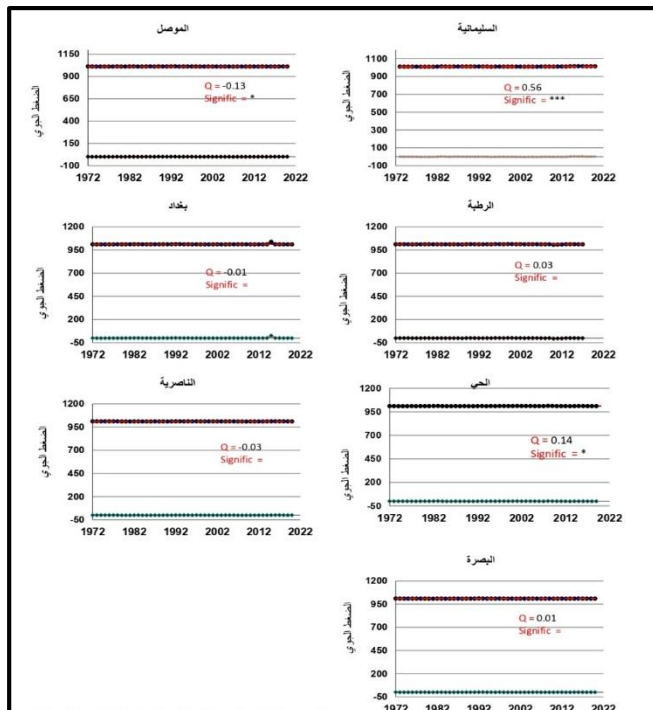 الموصل
الضغط الجوي
1150
900
650
400
150
-100
Q = -0.13
Signific = *
1972 1982 1992 2002 2012 2022
السليمانية
الضغط الجوي
1100
900
700
500
300
100
-100
Q = 0.56
Signific = ***
1972 1982 1992 2002 2012 2022
بغداد
الضغط الجوي
1200
950
700
450
200
-50
Q = -0.01
Signific =
1972 1982 1992 2002 2012 2022
الرطبة
الضغط الجوي
1200
950
700
450
200
-50
Q = 0.03
Signific =
1972 1982 1992 2002 2012 2022
الناصرية
الضغط الجوي
1200
950
700
450
200
-50
Q = -0.03
Signific =
1972 1982 1992 2002 2012 2022
الحي
الضغط الجوي
1200
950
700
450
200
-50
Q = 0.14
Signific = *
1972 1982 1992 2002 2012 2022
البصرة
الضغط الجوي
1200
950
700
450
200
-50
Q = 0.01
Signific =
1972 1982 1992 2002 2012 2022